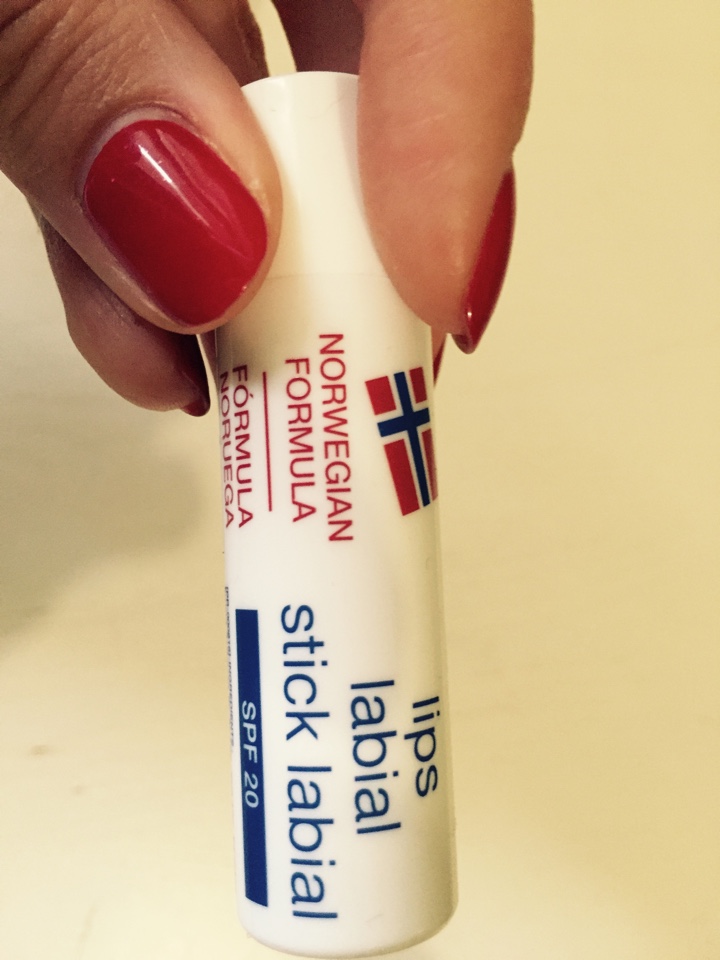 NORWEGIAN
FORMULA
FÓRMULA
NORUEGA
lips
labial
stick labial
SPF 20